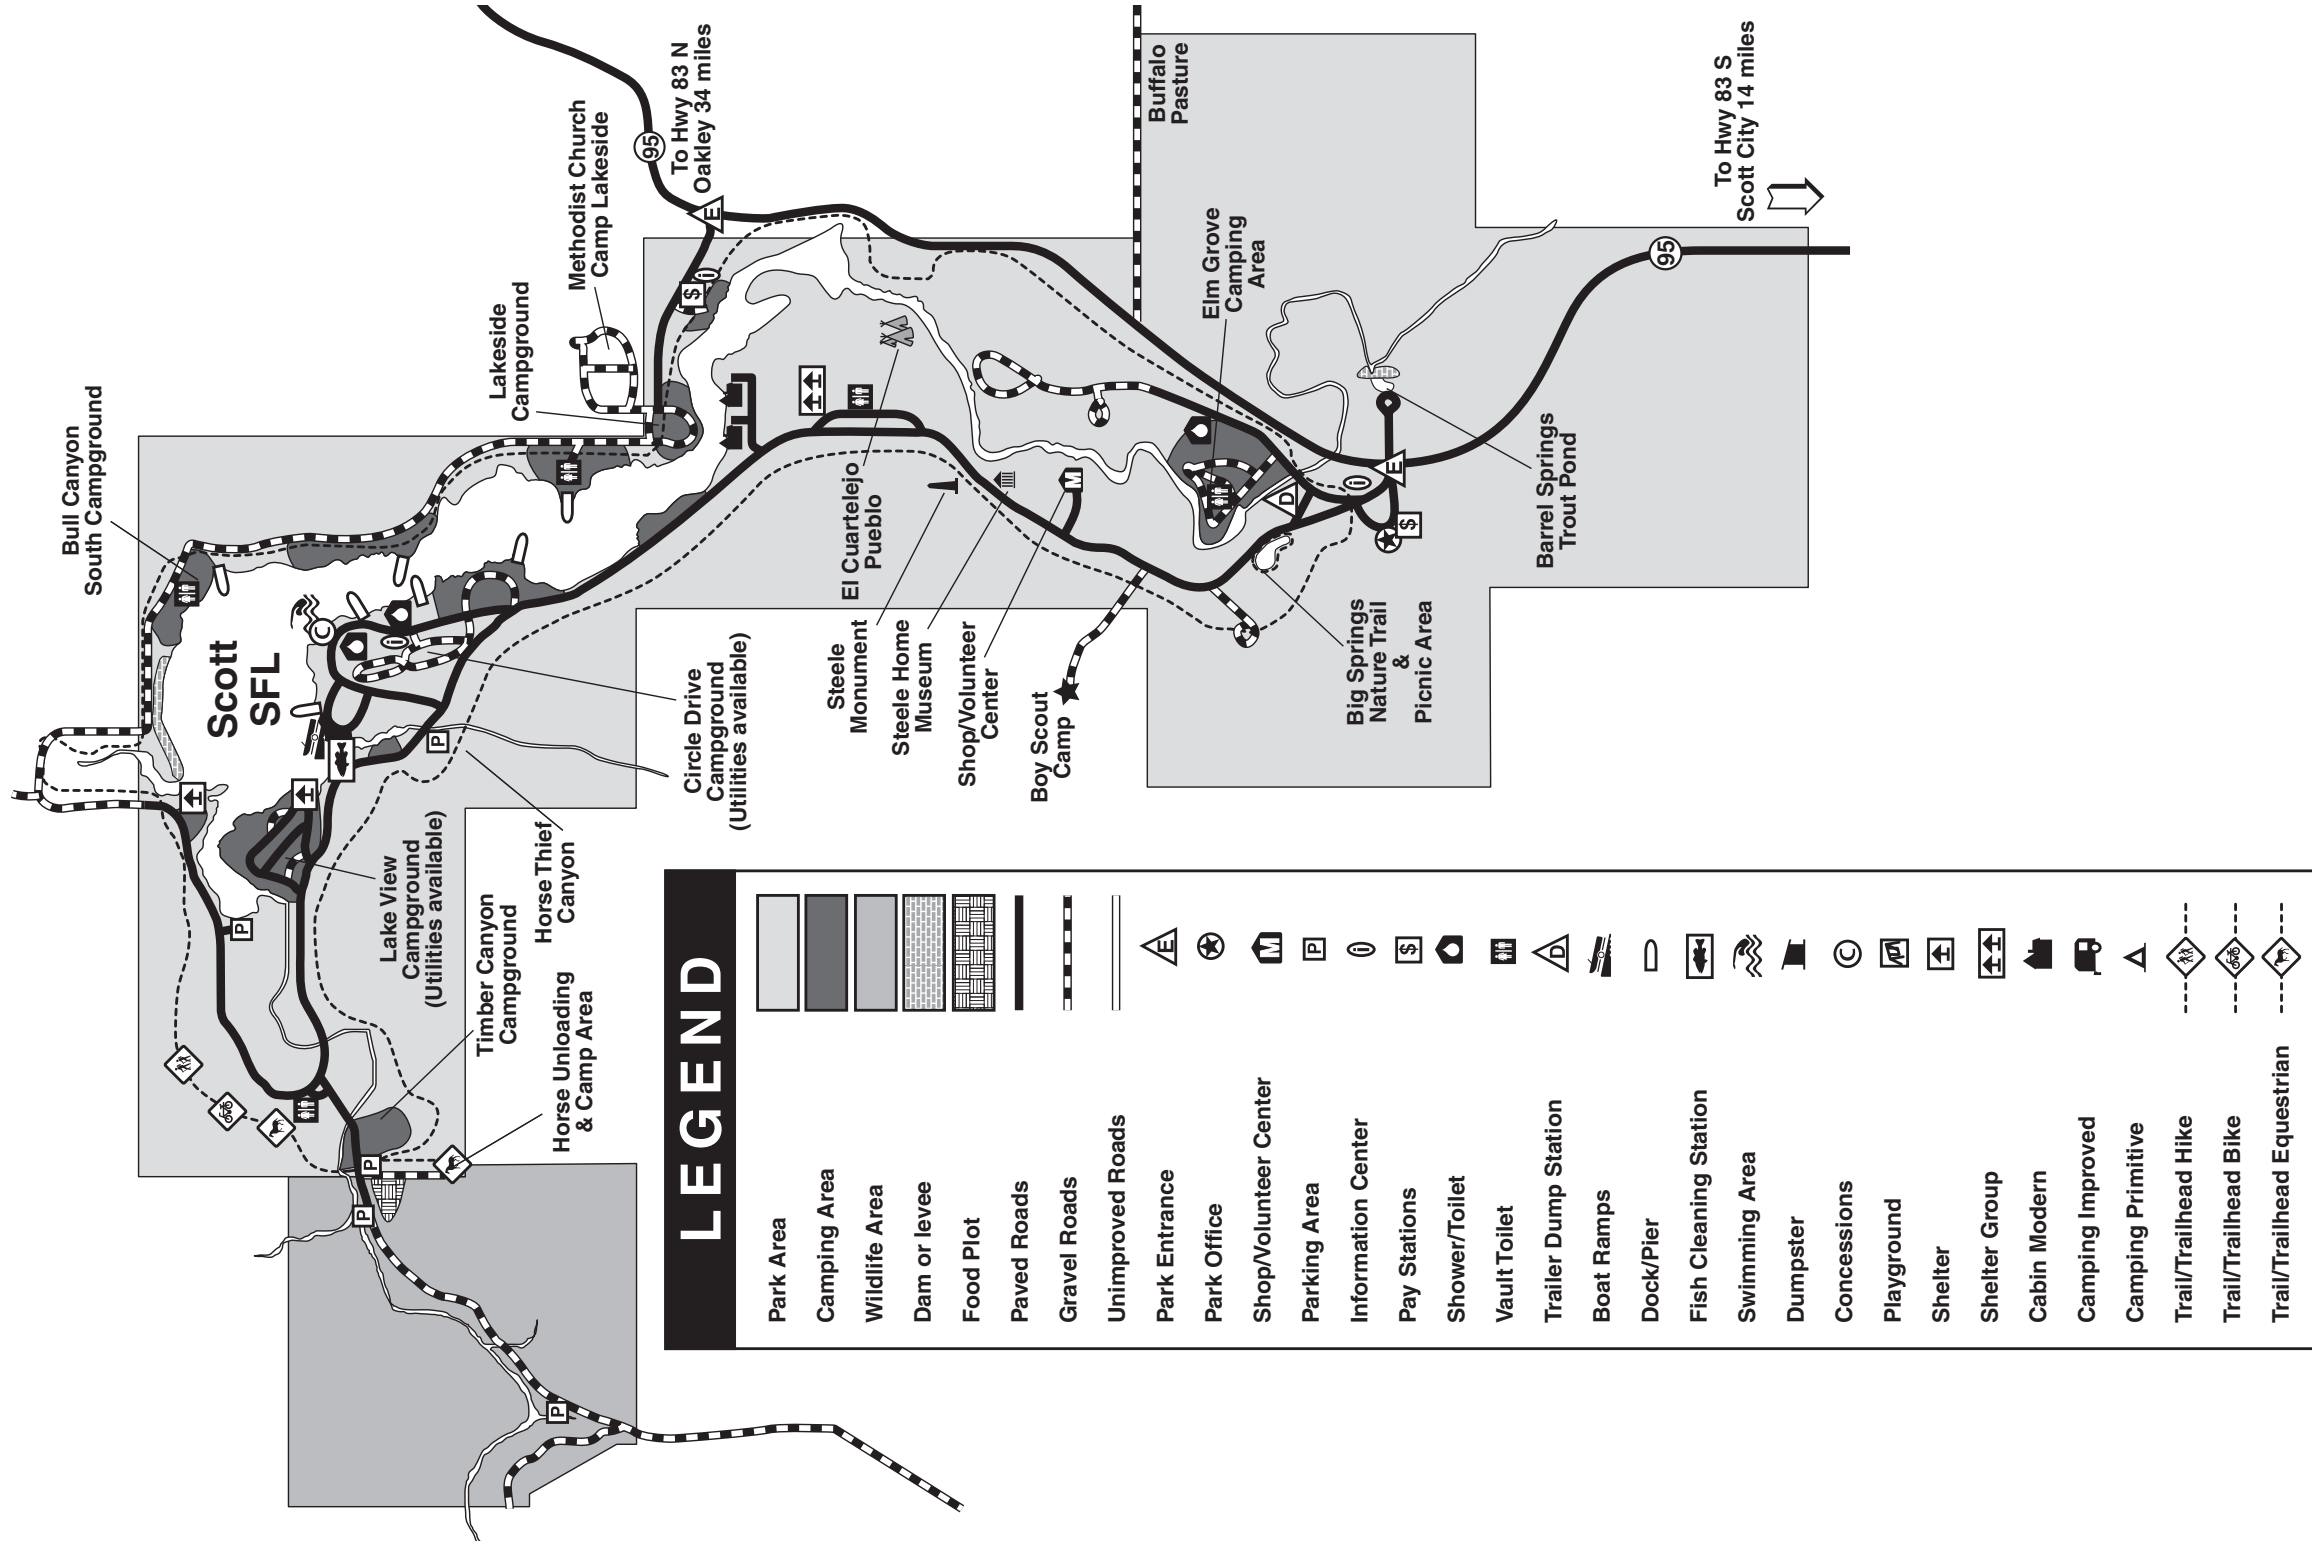 Bull Canyon
South Campground
Lakeside
Campground
Methodist Church
Camp Lakeside
95
To Hwy 83 N
Oakley 34 miles
E
i
$
Buffalo
Pasture
Elm Grove
Camping
Area
To Hwy 83 S
Scott City 14 miles
95
Scott
SFL
C
i
P
P
El Cuartelejo
Pueblo
Steele
Monument
Steele Home
Museum
Shop/Volunteer
Center
M
Boy Scout
Camp
D
i
E
$
Barrel Springs
Trout Pond
Big Springs
Nature Trail
&
Picnic Area
Circle Drive
Campground
(Utilities available)
Horse Thief
Canyon
Lake View
Campground
(Utilities available)
Timber Canyon
Campground
Horse Unloading
& Camp Area
P
P
P
LEGEND
Park Area
Camping Area
Wildlife Area
Dam or levee
Food Plot
Paved Roads
Gravel Roads
Unimproved Roads
Park Entrance E
Park Office
Shop/Volunteer Center M
Parking Area P
Information Center i
Pay Stations $
Shower/Toilet
Vault Toilet
Trailer Dump Station D
Boat Ramps
Dock/Pier
Fish Cleaning Station
Swimming Area
Dumpster
Concessions C
Playground
Shelter
Shelter Group
Cabin Modern
Camping Improved
Camping Primitive
Trail/Trailhead Hike
Trail/Trailhead Bike
Trail/Trailhead Equestrian